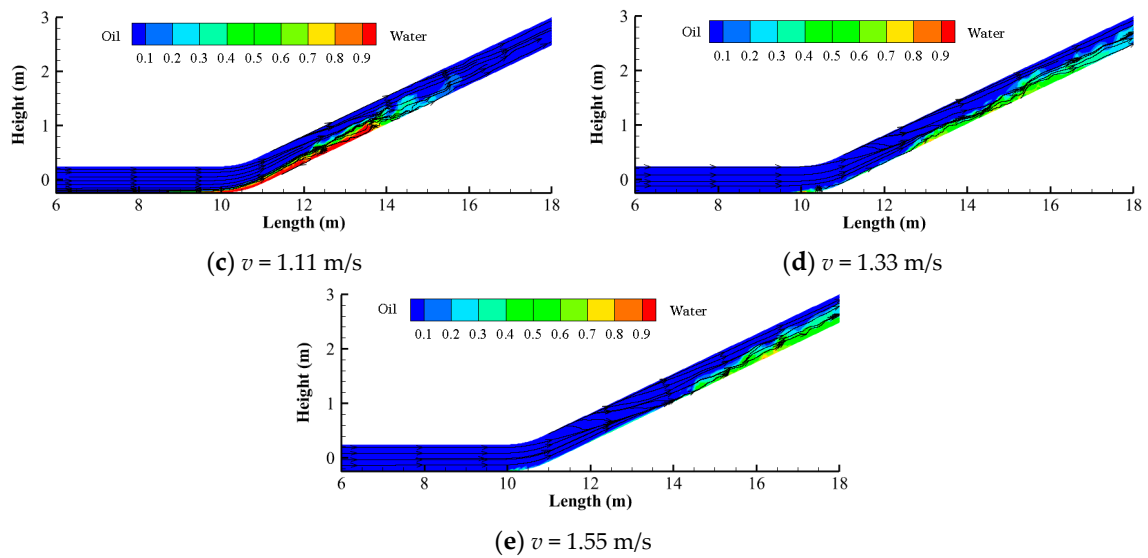 3
2
1
0
Height (m)
Oil
Water
0.1 0.2 0.3 0.4 0.5 0.6 0.7 0.8 0.9
6 8 10 12 14 16 18
Length (m)
(c) v = 1.11 m/s
3
2
1
0
Height (m)
Oil
Water
0.1 0.2 0.3 0.4 0.5 0.6 0.7 0.8 0.9
6 8 10 12 14 16 18
Length (m)
(d) v = 1.33 m/s
3
2
1
0
Height (m)
Oil
Water
0.1 0.2 0.3 0.4 0.5 0.6 0.7 0.8 0.9
6 8 10 12 14 16 18
Length (m)
(e) v = 1.55 m/s